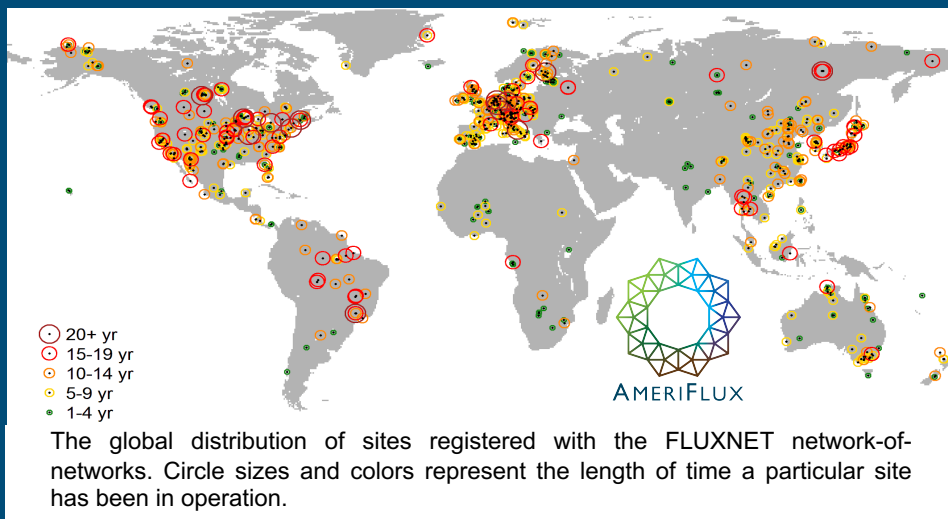 20+ yr
15-19 yr
10-14 yr
5-9 yr
1-4 yr
AMERIFLUX
The global distribution of sites registered with the FLUXNET network-of-
networks. Circle sizes and colors represent the length of time a particular site
has been in operation.